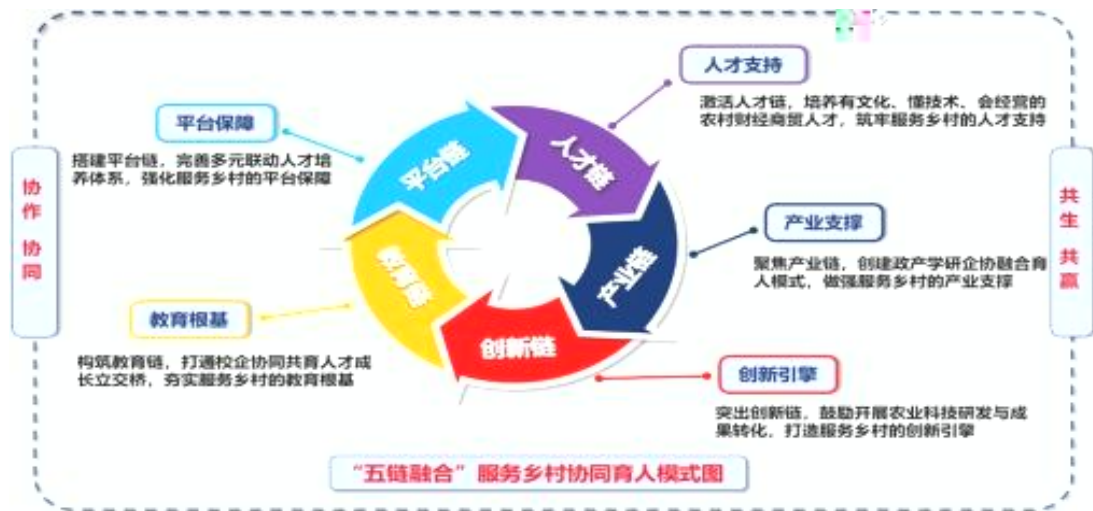 人才支持
激活人才链,培养有文化、懂技术、会经营的
农村财经商贸人才,筑牢服务乡村的人才支持
平台保障
搭建平台链,完善多元联动人才培
养体系,强化服务乡村的平台保障
平台链
人才链
协作 协同
共生 共赢
产业支撑
聚焦产业链,创建政产学研企协融合育
人模式,做强服务乡村的产业支撑
产业链
教育链
创新链
教育根基
构筑教育链,打通校企协同共育人才成
长立交桥,夯实服务乡村的教育根基
创新引擎
突出创新链,鼓励开展农业科技研发与成
果转化,打造服务乡村的创新引擎
“五链融合”服务乡村协同育人模式图